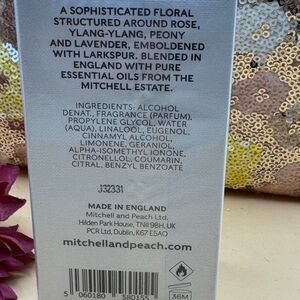 A SOPHISTICATED FLORAL
STRUCTURED AROUND ROSE,
YLANG-YLANG, PEONY
AND LAVENDER, EMBOLDENED
WITH LARKSPUR. BLENDED IN
ENGLAND WITH PURE
ESSENTIAL OILS FROM THE
MITCHELL ESTATE.
INGREDIENTS: ALCOHOL
DENAT., FRAGRANCE (PARFUM),
PROPYLENE GLYCOL, WATER
(AQUA), LINALOOL, EUGENOL,
CINNAMYL ALCOHOL,
LIMONENE, GERANIOL,
ALPHA-ISOMETHYL IONONE,
CITRONELLOL, COUMARIN,
CITRAL, BENZYL BENZOATE
J32331
MADE IN ENGLAND
Mitchell and Peach Ltd.
Hilden Park House, TN11 9BH, UK
PCR Ltd, Dublin, K67 E5A0
mitchellandpeach.com
5 060180 580155
36M